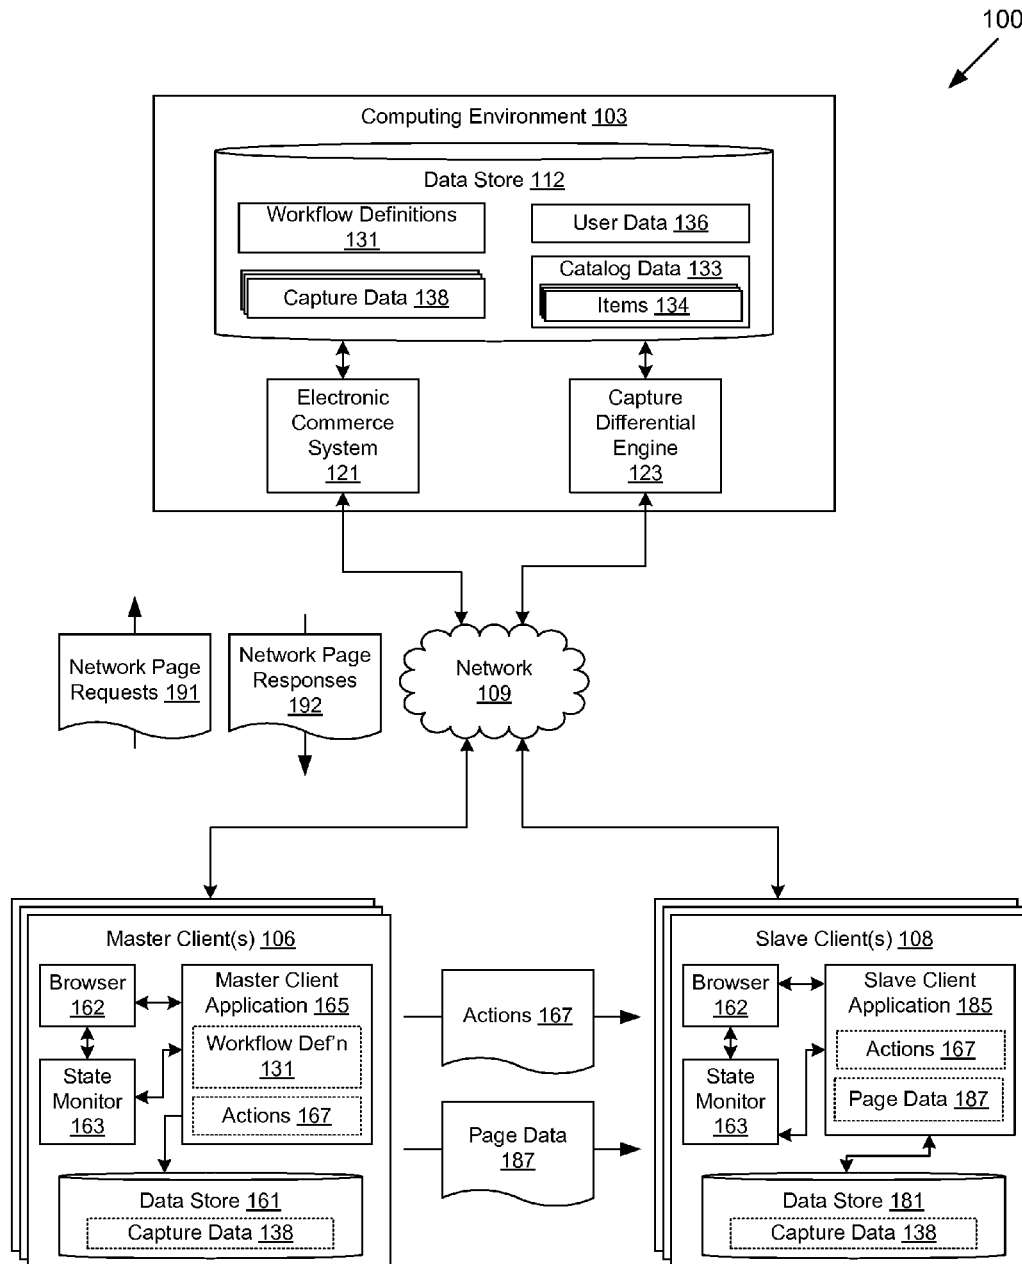 100
Computing Environment 103
Data Store 112
Workflow Definitions
131
User Data 136
Capture Data 138
Catalog Data 133
Items 134
Electronic
Commerce
System
121
Capture
Differential
Engine
123
Network Page
Requests 191
Network Page
Responses
192
Network
109
Master Client(s) 106
Browser
162
Master Client
Application 165
Workflow Def'n
131
State
Monitor
163
Actions 167
Data Store 161
Capture Data 138
Actions 167
Page Data
187
Slave Client(s) 108
Browser
162
Slave Client
Application 185
Actions 167
State
Monitor
163
Page Data 187
Data Store 181
Capture Data 138